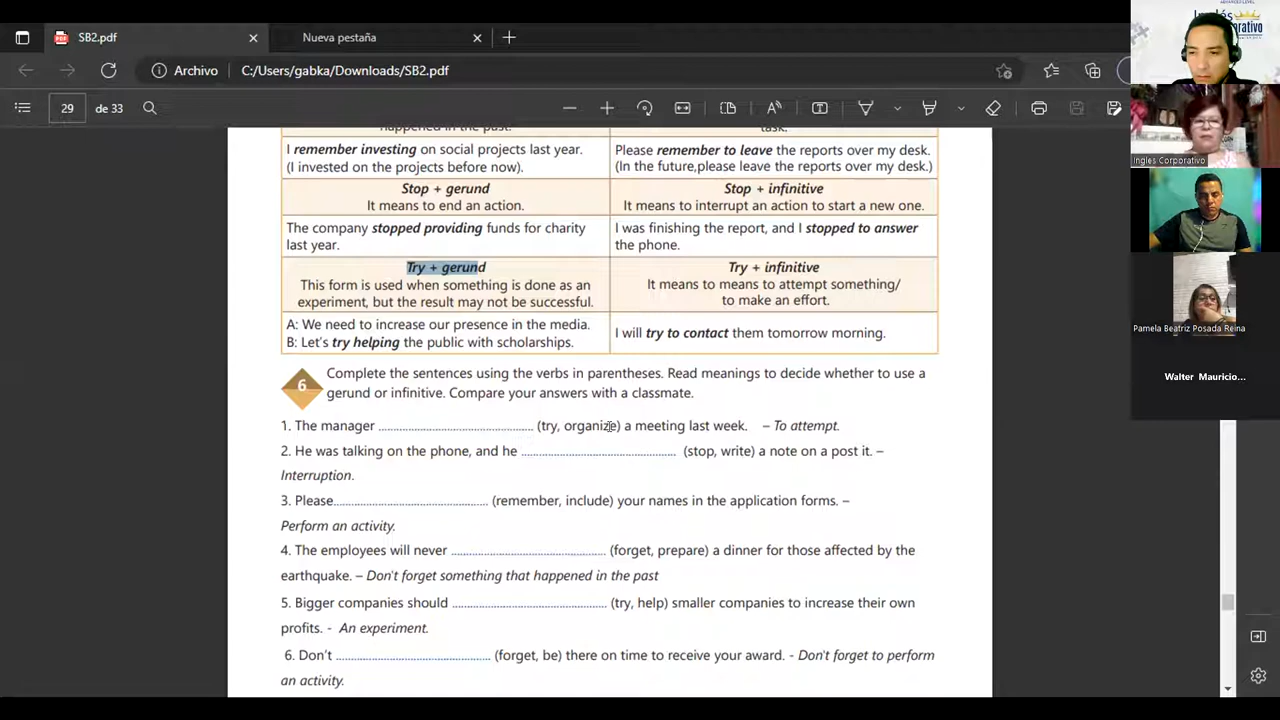 SB2.pdf
Nueva pestaña
Archivo C:/Users/gabka/Downloads/SB2.pdf
29 de 33
happened in the past. task.
I remember investing on social projects last year. Please remember to leave the reports over my desk.
(I invested on the projects before now). (In the future,please leave the reports over my desk.)
Stop + gerund Stop + infinitive
It means to end an action. It means to interrupt an action to start a new one.
The company stopped providing funds for charity I was finishing the report, and I stopped to answer
last year. the phone.
Try + gerund Try + infinitive
This form is used when something is done as an It means to means to attempt something/
experiment, but the result may not be successful. to make an effort.
A: We need to increase our presence in the media. I will try to contact them tomorrow morning.
B: Let's try helping the public with scholarships.
6 Complete the sentences using the verbs in parentheses. Read meanings to decide whether to use a
gerund or infinitive. Compare your answers with a classmate.
1. The manager .................................................... (try, organize) a meeting last week. – To attempt.
2. He was talking on the phone, and he .................................................... (stop, write) a note on a post it. –
Interruption.
3. Please.................................................... (remember, include) your names in the application forms. –
Perform an activity.
4. The employees will never .................................................... (forget, prepare) a dinner for those affected by the
earthquake. – Don't forget something that happened in the past
5. Bigger companies should .................................................... (try, help) smaller companies to increase their own
profits. - An experiment.
6. Don't .................................................... (forget, be) there on time to receive your award. - Don't forget to perform
an activity.
Ingles Corporativo
Pamela Beatriz Posada Reina
Walter Mauricio...